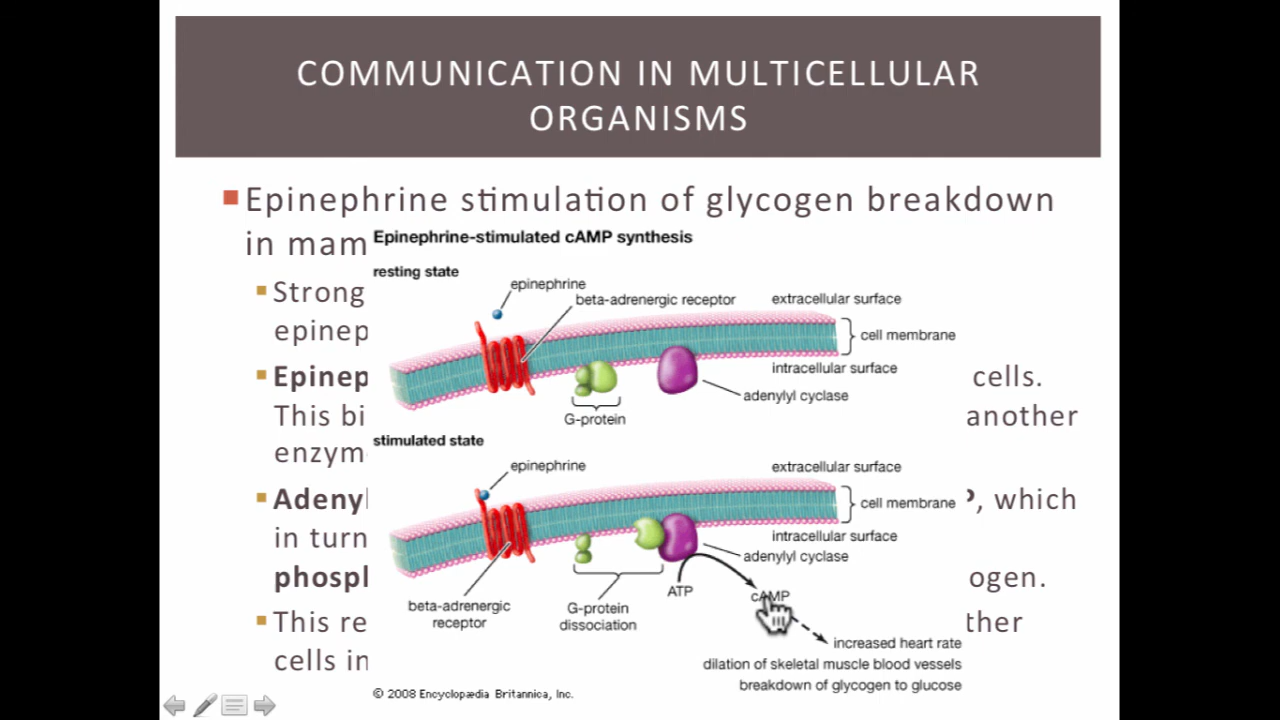 COMMUNICATION IN MULTICELLULAR
ORGANISMS
Epinephrine stimulation of glycogen breakdown
in mam
Strong
epinep
Epinep cells.
This bi another
enzym
Adenyl P, which
in turn
phospl ogen.
This re ther
cells in
Epinephrine-stimulated cAMP synthesis
resting state
epinephrine
beta-adrenergic receptor
extracellular surface
cell membrane
intracellular surface
adenylyl cyclase
G-protein
stimulated state
epinephrine
extracellular surface
cell membrane
intracellular surface
adenylyl cyclase
ATP
cAMP
beta-adrenergic
receptor
G-protein
dissociation
increased heart rate
dilation of skeletal muscle blood vessels
breakdown of glycogen to glucose
© 2008 Encyclopædia Britannica, Inc.